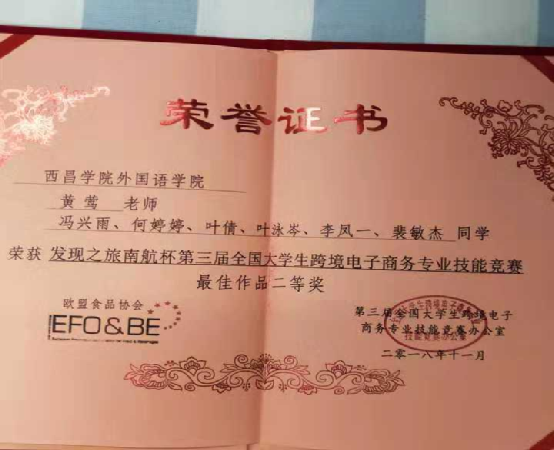 荣誉证书
西昌学院外国语学院
黄莺 老师
冯兴雨、何婷婷、叶倩、叶泳岑、李凤一、裴敏杰 同学
荣获 发现之旅南航杯第三届全国大学生跨境电子商务专业技能竞赛
最佳作品二等奖
欧盟食品协会
EFO&BE
第三届全国大学生跨境电子
商务专业技能竞赛办公室
二〇一八年十一月